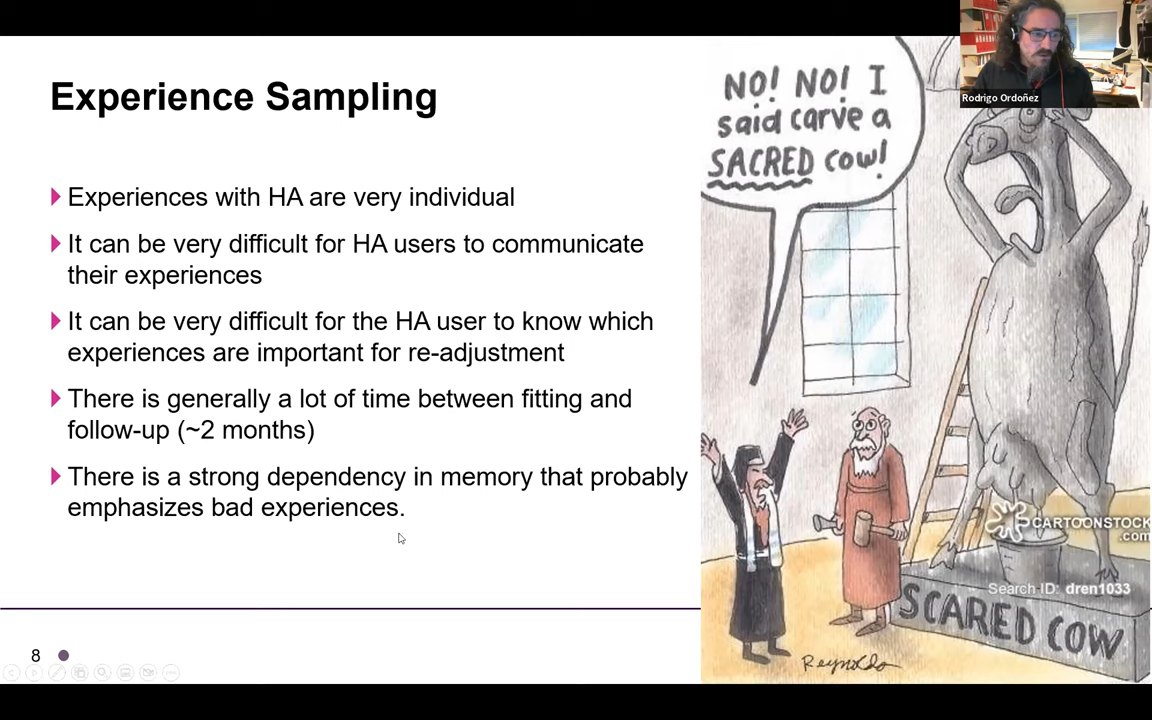 Experience Sampling
Experiences with HA are very individual
It can be very difficult for HA users to communicate
their experiences
It can be very difficult for the HA user to know which
experiences are important for re-adjustment
There is generally a lot of time between fitting and
follow-up (~2 months)
There is a strong dependency in memory that probably
emphasizes bad experiences.
8
NO! NO! I
said carve a
SACRED cow!
SCARED COW
Reynolds
CARTOONSTOCK
.com
Search ID: dren1033
Rodrigo Ordoñez